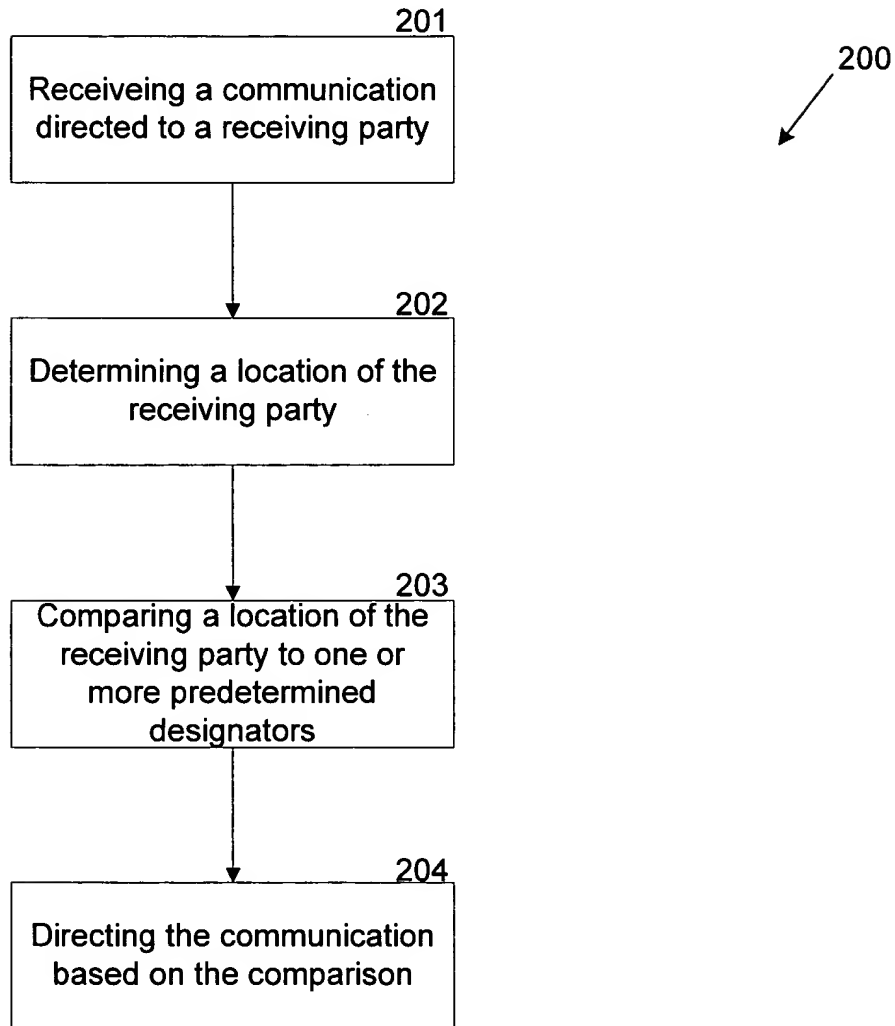 201
200
Receiveing a communication
directed to a receiving party
202
Determining a location of the
receiving party
203
Comparing a location of the
receiving party to one or
more predetermined
designators
204
Directing the communication
based on the comparison